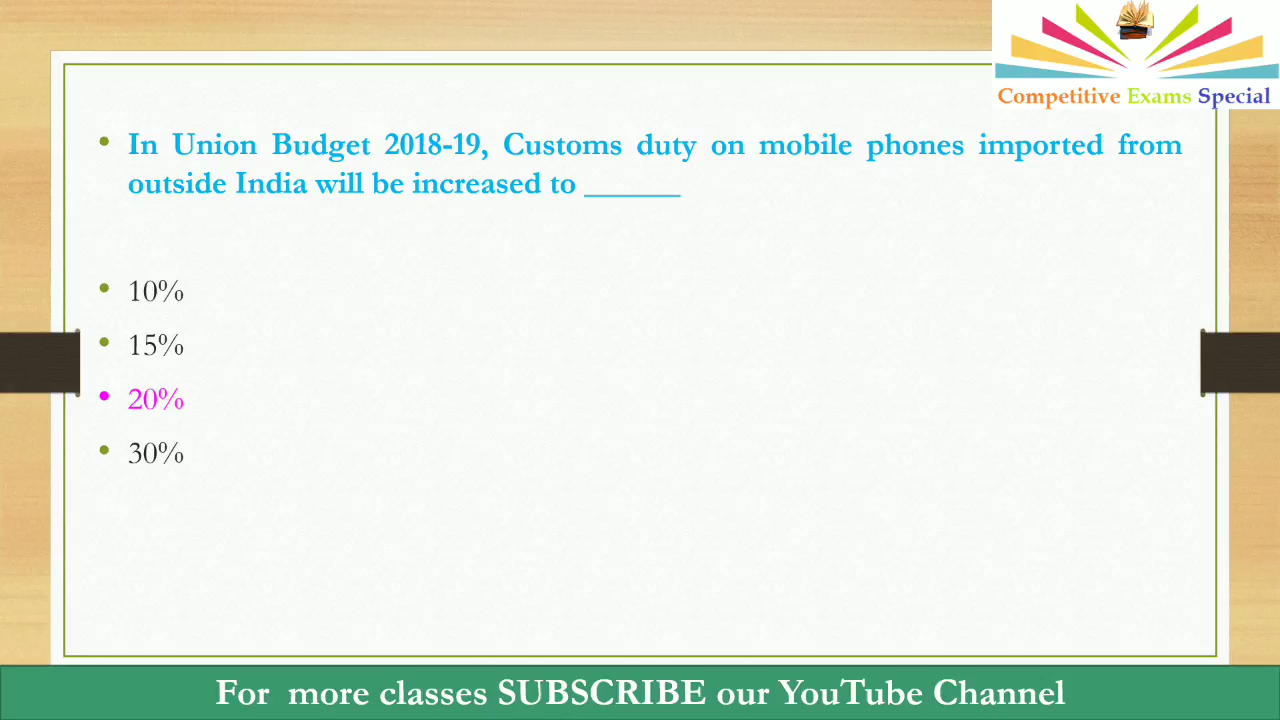 Competitive Exams Special
• In Union Budget 2018-19, Customs duty on mobile phones imported from
outside India will be increased to ______
• 10%
• 15%
• 20%
• 30%
For more classes SUBSCRIBE our YouTube Channel